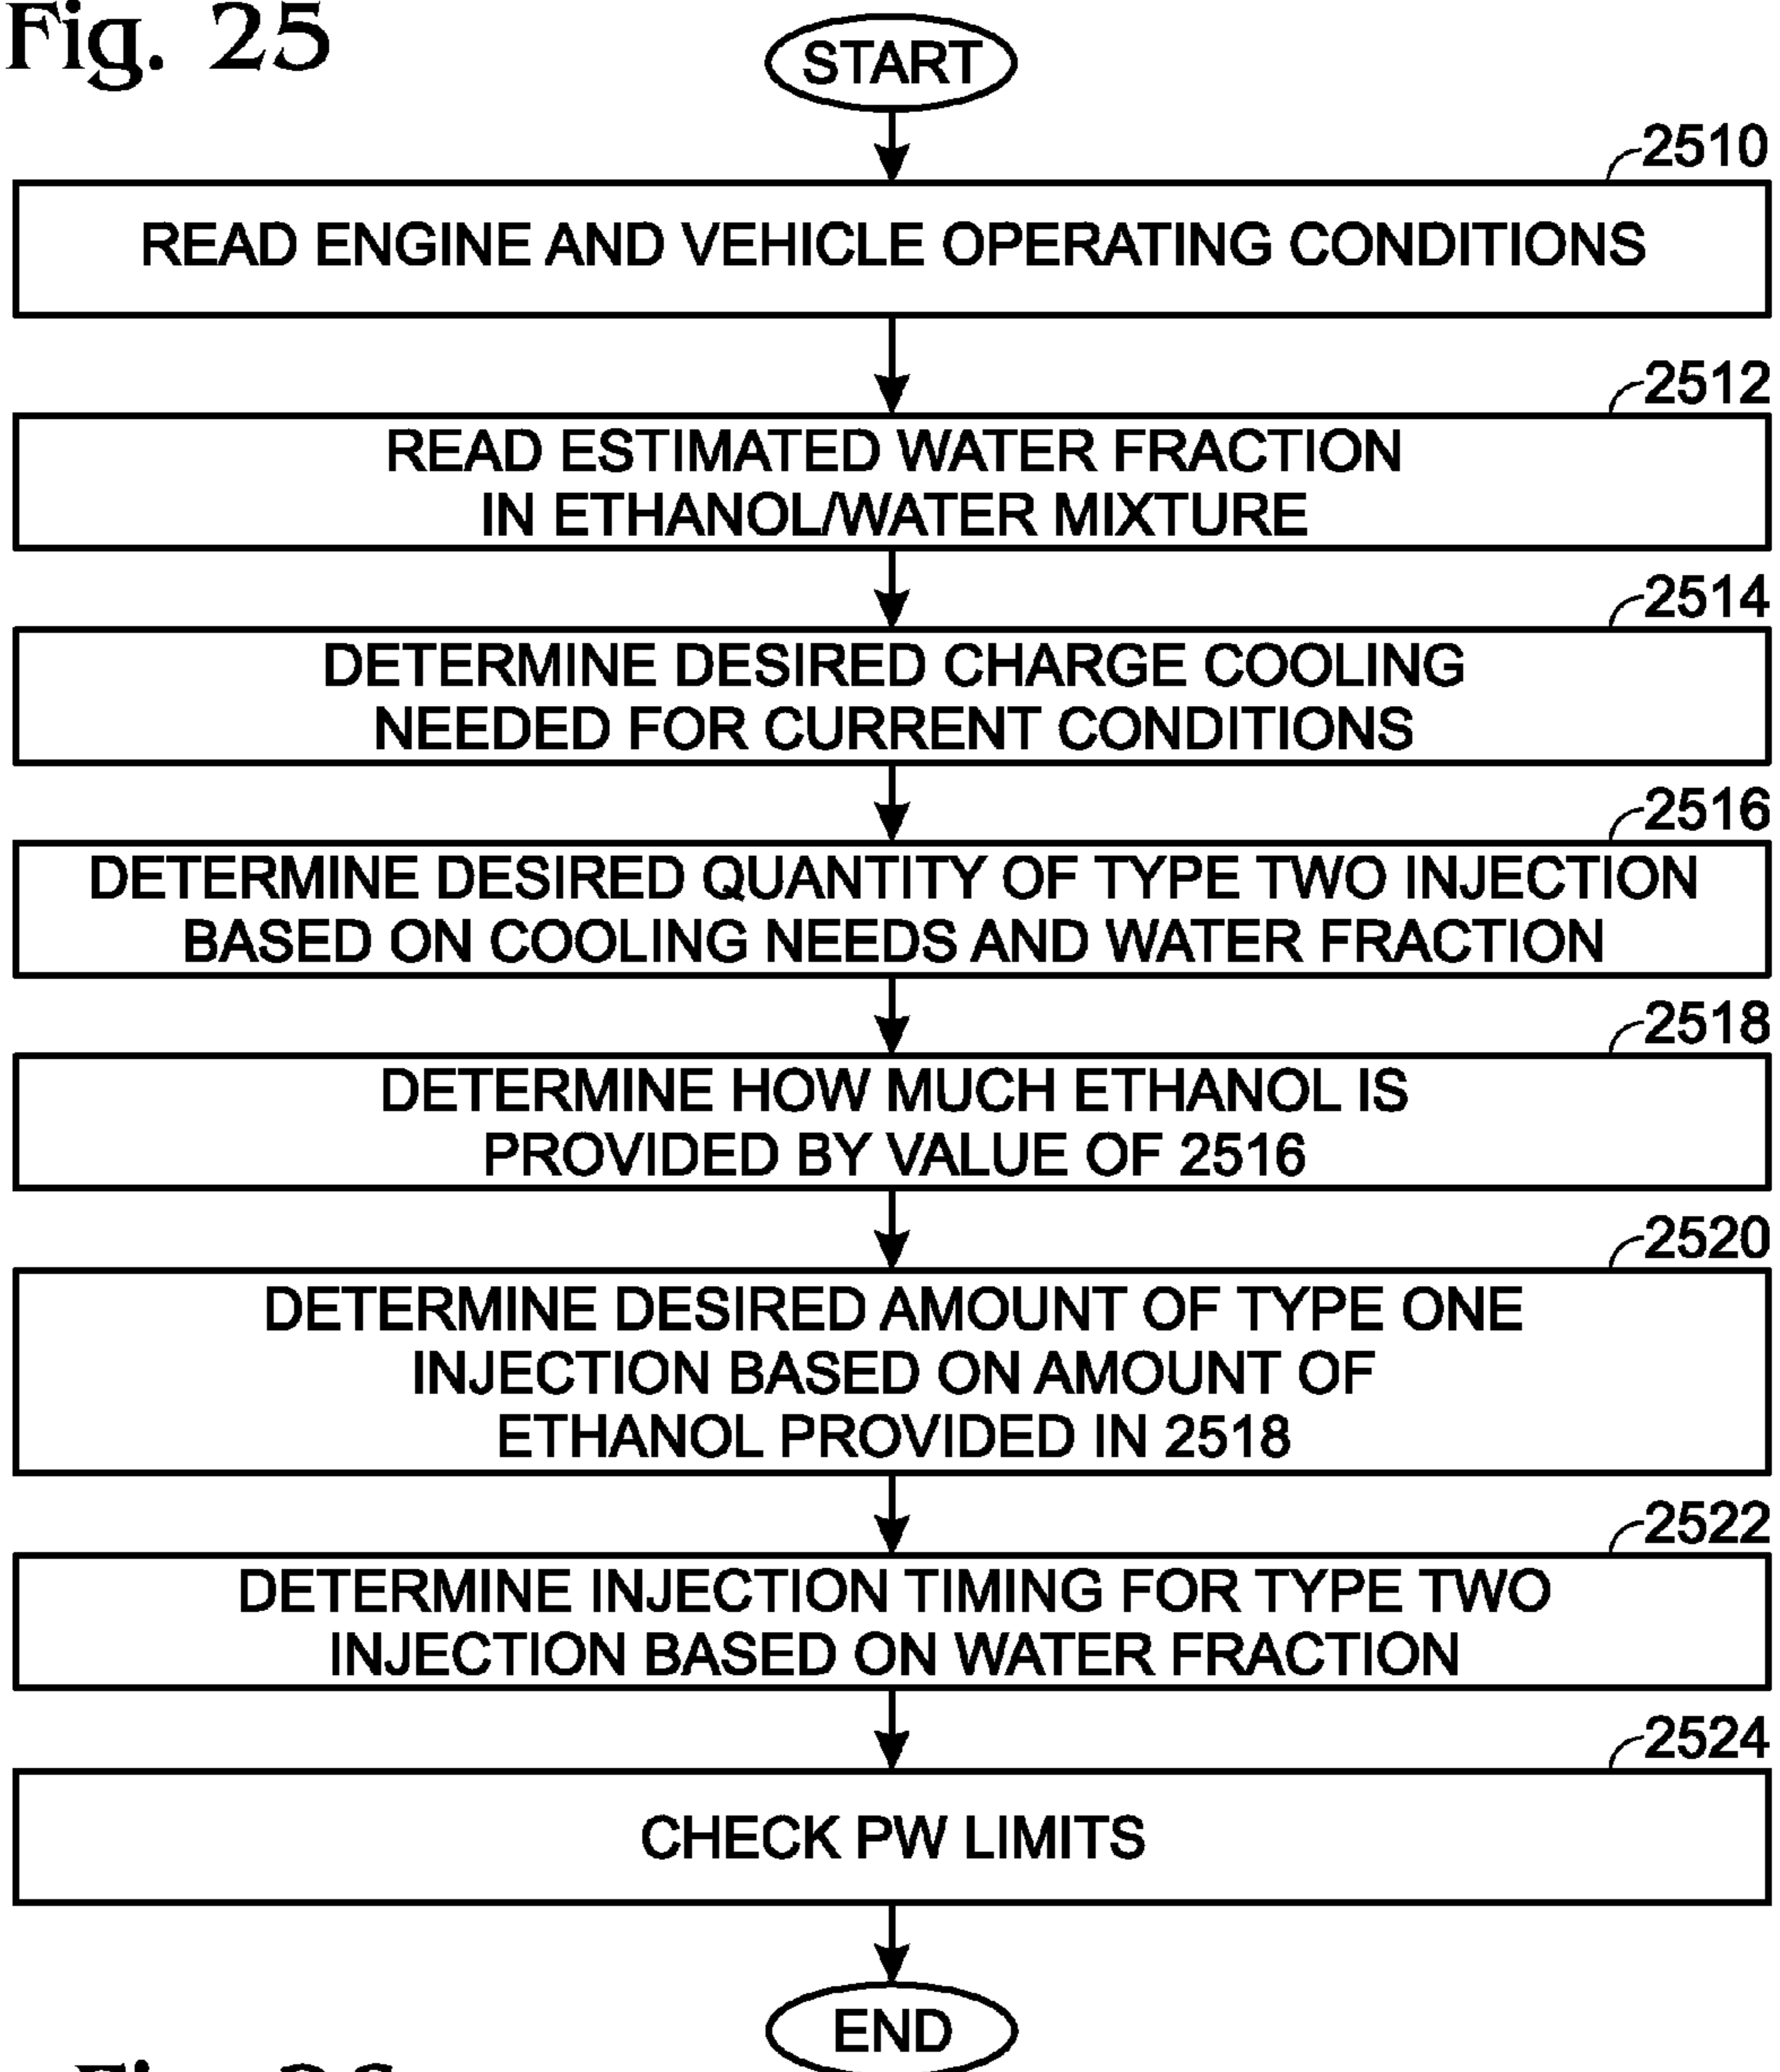 Fig. 25
START
2510
READ ENGINE AND VEHICLE OPERATING CONDITIONS
2512
READ ESTIMATED WATER FRACTION
IN ETHANOL/WATER MIXTURE
2514
DETERMINE DESIRED CHARGE COOLING
NEEDED FOR CURRENT CONDITIONS
2516
DETERMINE DESIRED QUANTITY OF TYPE TWO INJECTION
BASED ON COOLING NEEDS AND WATER FRACTION
2518
DETERMINE HOW MUCH ETHANOL IS
PROVIDED BY VALUE OF 2516
2520
DETERMINE DESIRED AMOUNT OF TYPE ONE
INJECTION BASED ON AMOUNT OF
ETHANOL PROVIDED IN 2518
2522
DETERMINE INJECTION TIMING FOR TYPE TWO
INJECTION BASED ON WATER FRACTION
2524
CHECK PW LIMITS
END